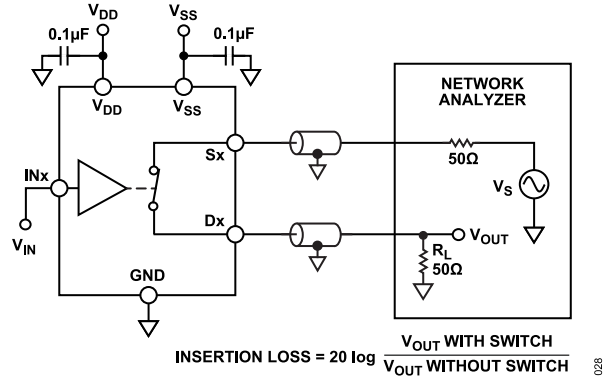 V_DD V_SS
0.1µF 0.1µF
V_DD V_SS
NETWORK
ANALYZER
Sx
50Ω
INx
V_S
Dx
V_OUT
V_IN
R_L
50Ω
GND
INSERTION LOSS = 20 log V_OUT WITH SWITCH
V_OUT WITHOUT SWITCH
028